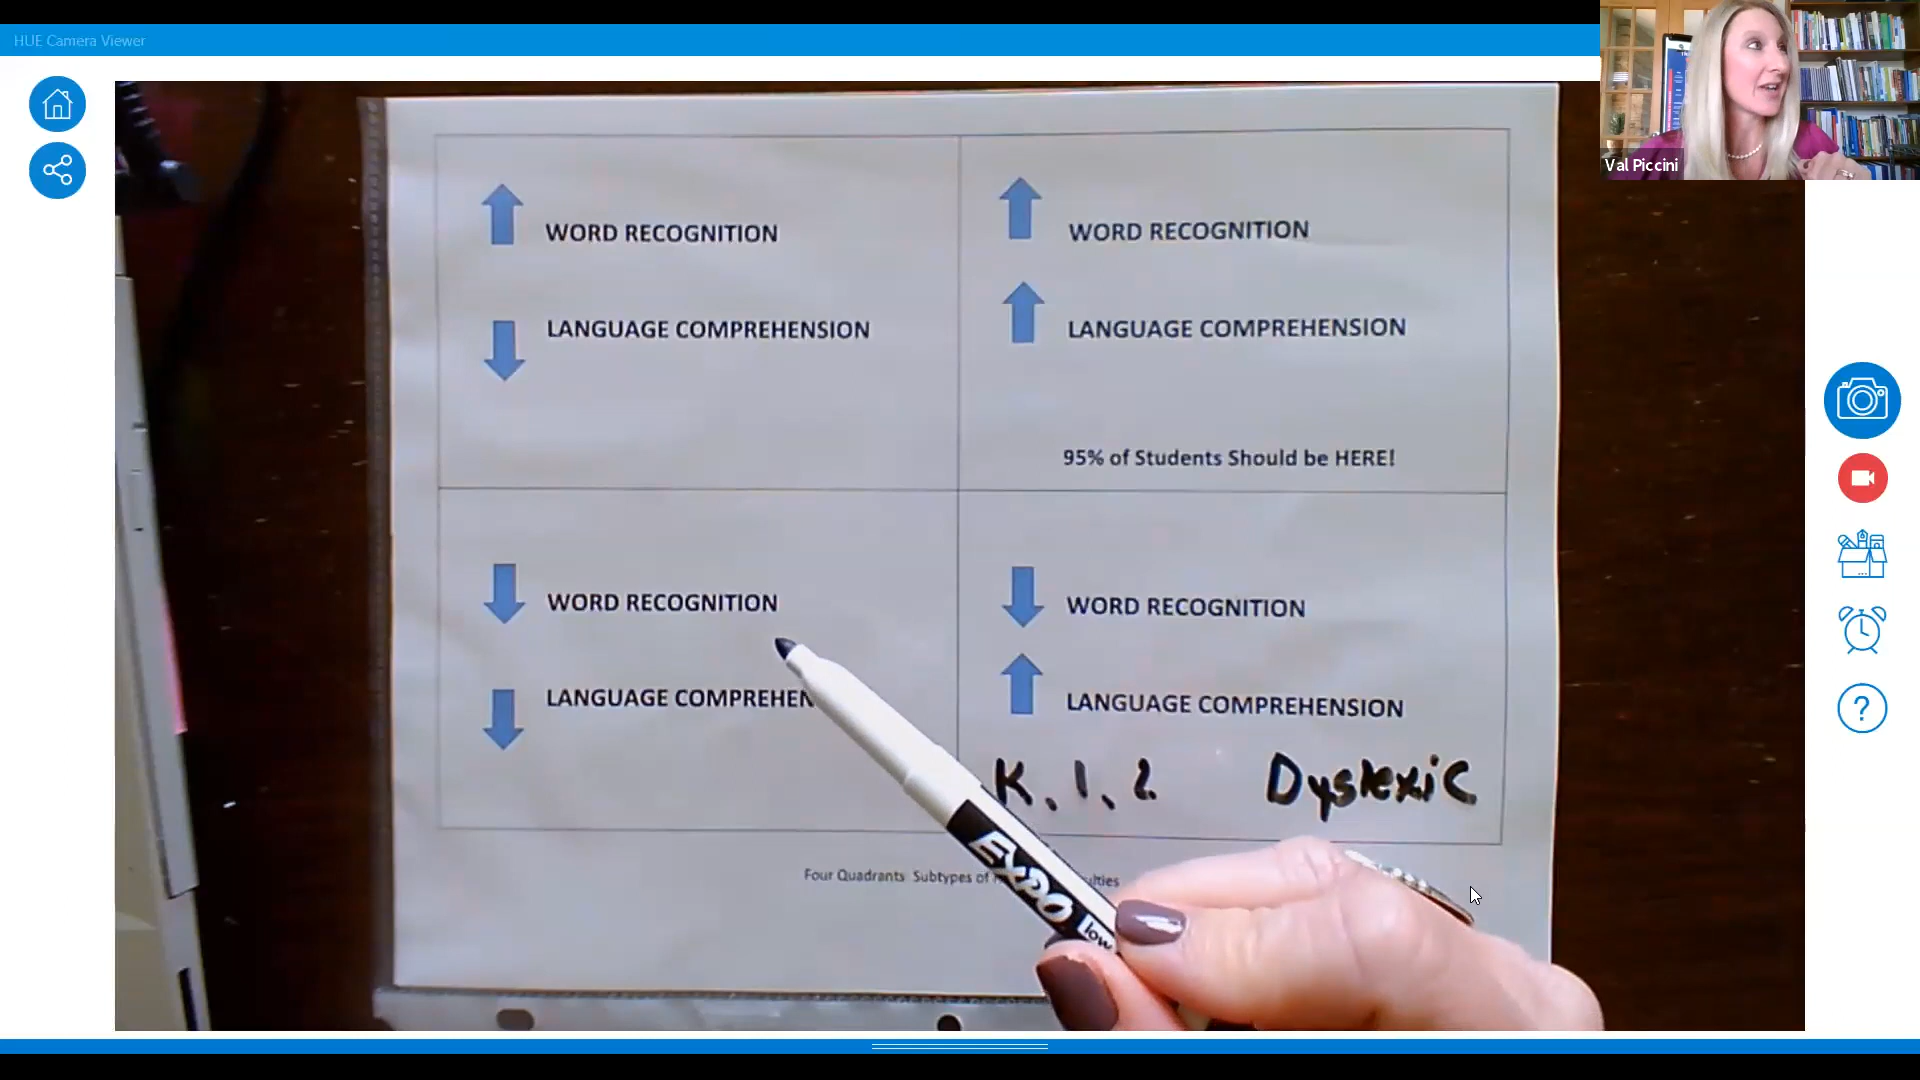 HUE Camera Viewer
Val Piccini
WORD RECOGNITION
LANGUAGE COMPREHENSION
WORD RECOGNITION
LANGUAGE COMPREHENSION
95% of Students Should be HERE!
WORD RECOGNITION
LANGUAGE COMPREHEN
WORD RECOGNITION
LANGUAGE COMPREHENSION
K, 1, 2 Dyslexic
Four Quadrants Subtypes of
EXPO low
?